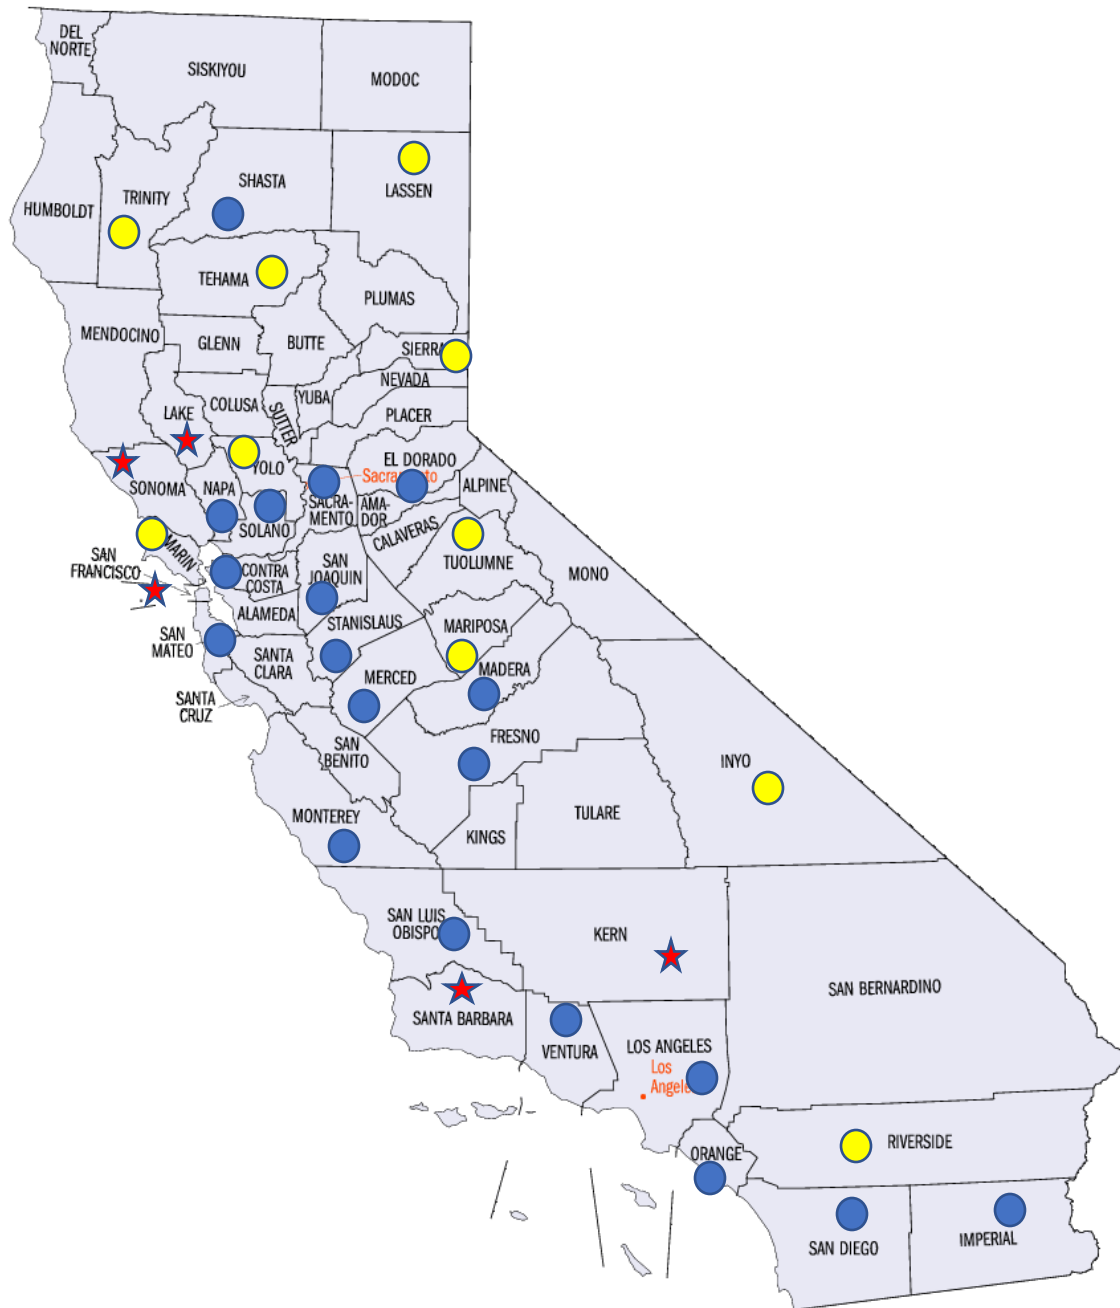 DEL
NORTE
SISKIYOU
MODOC
SHASTA
LASSEN
TRINITY
HUMBOLDT
TEHAMA
PLUMAS
MENDOCINO
GLENN
BUTTE
SIERRA
NEVADA
YUBA
COLUSA
SUTTER
PLACER
LAKE
EL DORADO
YOLO
Sacramento
ALPINE
SONOMA
NAPA
SACRA-
MENTO
AMA-
DOR
SOLANO
CALAVERAS
MARIN
SAN
FRANCISCO
CONTRA
COSTA
SAN
JOAQUIN
TUOLUMNE
MONO
ALAMEDA
STANISLAUS
MARIPOSA
SAN
MATEO
SANTA
CLARA
MERCED
MADERA
SANTA
CRUZ
FRESNO
SAN
BENITO
INYO
MONTEREY
KINGS
TULARE
SAN LUIS
OBISPO
KERN
SAN BERNARDINO
SANTA BARBARA
VENTURA
LOS ANGELES
Los
Angeles
RIVERSIDE
ORANGE
SAN DIEGO
IMPERIAL